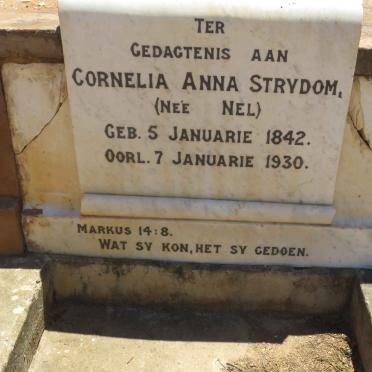 TER
GEDAGTENIS AAN
CORNELIA ANNA STRYDOM,
(NEÉ NEL)
GEB. 5 JANUARIE 1842.
OORL. 7 JANUARIE 1930.
MARKUS 14:8.
WAT SY KON, HET SY GEDOEN.